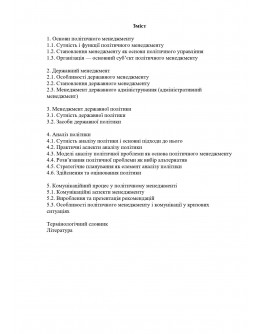 Зміст
1. Основи політичного менеджменту
1.1. Сутність і функції політичного менеджменту
1.2. Становлення менеджменту як основи політичного управління
1.3. Організація — основний суб'єкт політичного менеджменту
2. Державний менеджмент
2.1. Особливості державного менеджменту
2.2. Становлення державного менеджменту
2.3. Менеджмент державного адміністрування (адміністративний
менеджмент)
3. Менеджмент державної політики
3.1. Сутність державної політики
3.2. Засоби державної політики
4. Аналіз політики
4.1. Сутність аналізу політики і основні підходи до нього
4.2. Практичні аспекти аналізу політики
4.3. Моделі аналізу політичної проблеми як основа політичного менеджменту
4.4. Розв'язання політичної проблеми як вибір альтернатив
4.5. Стратегічне планування як елемент аналізу політики
4.6. Здійснення та оцінювання політики
5. Комунікаційний процес у політичному менеджменті
5.1. Комунікаційні аспекти менеджменту
5.2. Вироблення та презентація рекомендацій
5.3. Особливості політичного менеджменту і комунікації у кризових
ситуаціях
Термінологічний словник
Література